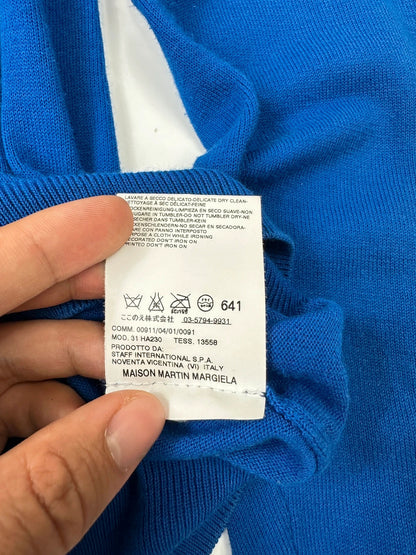 LAVARE A SECCO DELICATO-DELICATE DRY CLEAN-
NETTOYAGE À SEC DÉLICAT-FEINE
TROCKENREINIGUNG-LIMPIEZA EN SECO SUAVE-NON
ASCIUGARE IN TUMBLER-DO NOT TUMBLE DRY-NE
PAS SECHER DANS TUMBLER-KEIN
TROCKENSCHLENDERN-NO SECAR EN SECADORA-
STIRARE CON PANNO INTERPOSTO
INTERPOSE A CLOTH WHILE IRONING
DECORATED DON'T IRON ON
PRINTED DON'T IRON ON
641
ここのえ株式会社 03-5794-9931
COMM. 00911/04/01/0091
MOD. 31 HA230 TESS. 13558
PRODOTTO DA:
STAFF INTERNATIONAL S.P.A.
NOVENTA VICENTINA (VI) ITALY
MAISON MARTIN MARGIELA